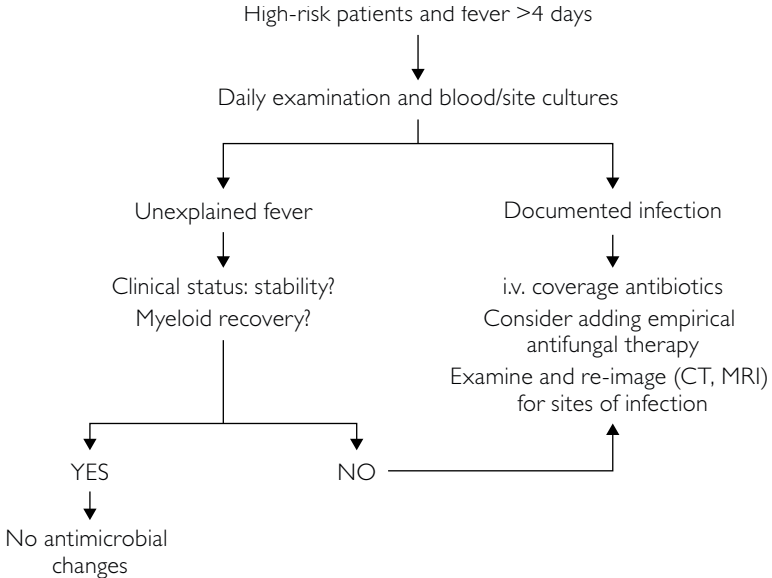 High-risk patients and fever >4 days
Daily examination and blood/site cultures
Unexplained fever
Documented infection
Clinical status: stability?
Myeloid recovery?
i.v. coverage antibiotics
Consider adding empirical
antifungal therapy
Examine and re-image (CT, MRI)
for sites of infection
YES
NO
No antimicrobial
changes